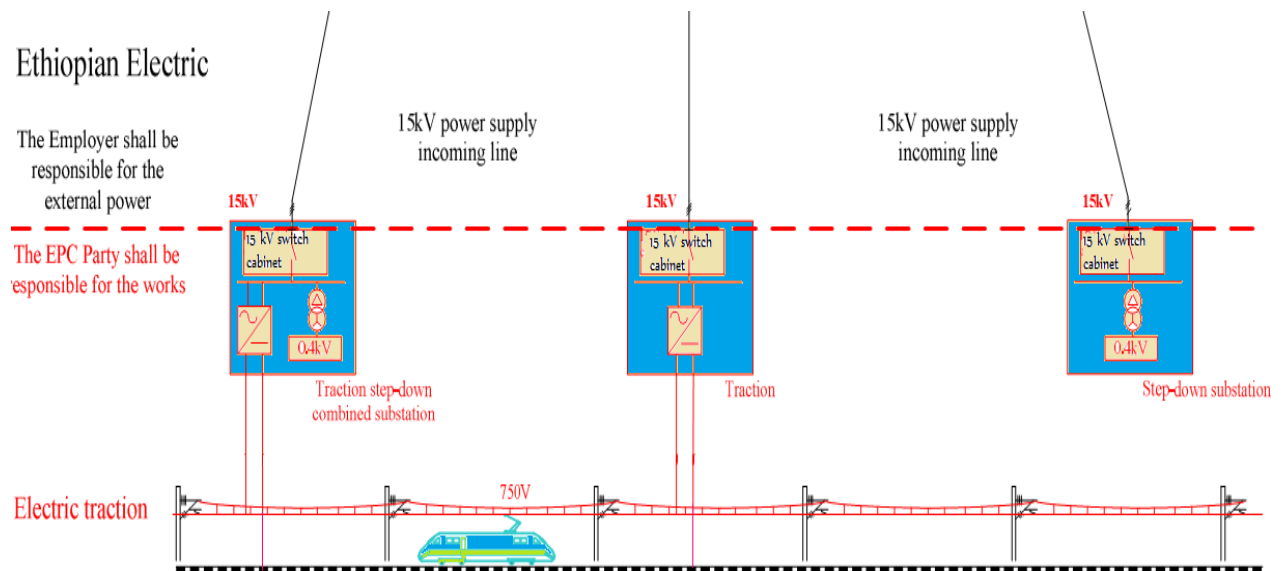 Ethiopian Electric
The Employer shall be
responsible for the
external power
15kV power supply
incoming line
15kV power supply
incoming line
15kV
15kV
15kV
The EPC Party shall be
esponsible for the works
15 kV switch
cabinet
0.4kV
15 kV switch
cabinet
15 kV switch
cabinet
0.4kV
Traction step-down
combined substation
Traction
Step-down substation
Electric traction
750V